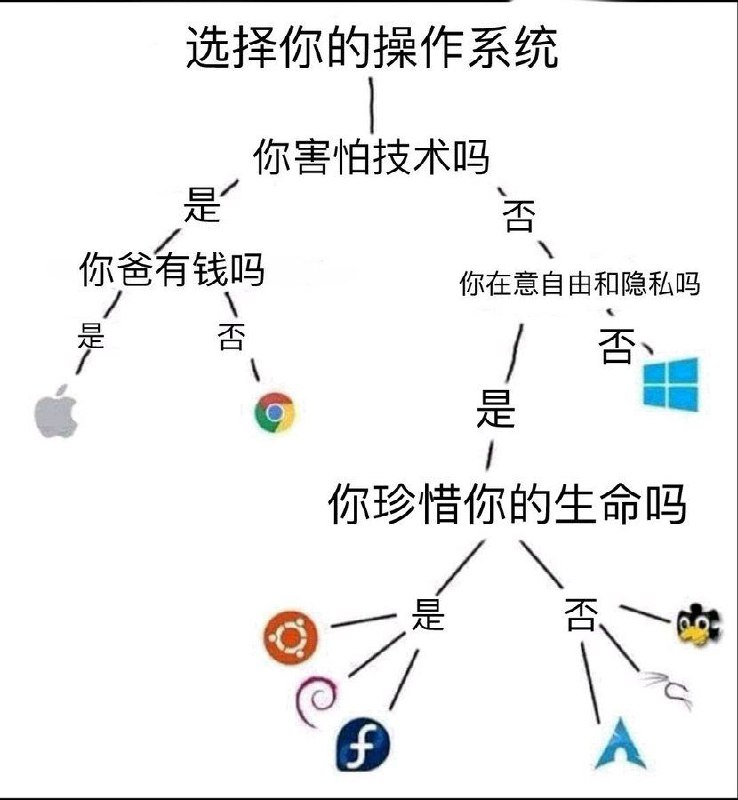 选择你的操作系统
你害怕技术吗
是
否
你爸有钱吗
你在意自由和隐私吗
是
否
否
是
你珍惜你的生命吗
是
否